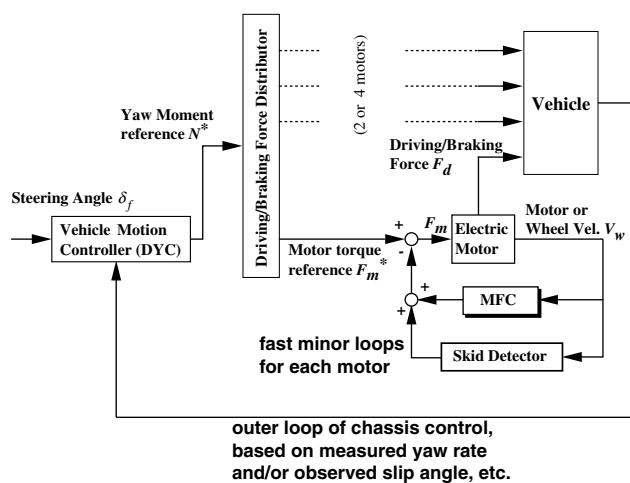 Yaw Moment
reference N*
Steering Angle δf
Vehicle Motion
Controller (DYC)
Driving/Braking Force Distributor
(2 or 4 motors)
Vehicle
Driving/Braking
Force Fd
Motor torque
reference Fm*
+
-
Fm
Electric
Motor
Motor or
Wheel Vel. Vw
+
+
MFC
Skid Detector
fast minor loops
for each motor
outer loop of chassis control,
based on measured yaw rate
and/or observed slip angle, etc.